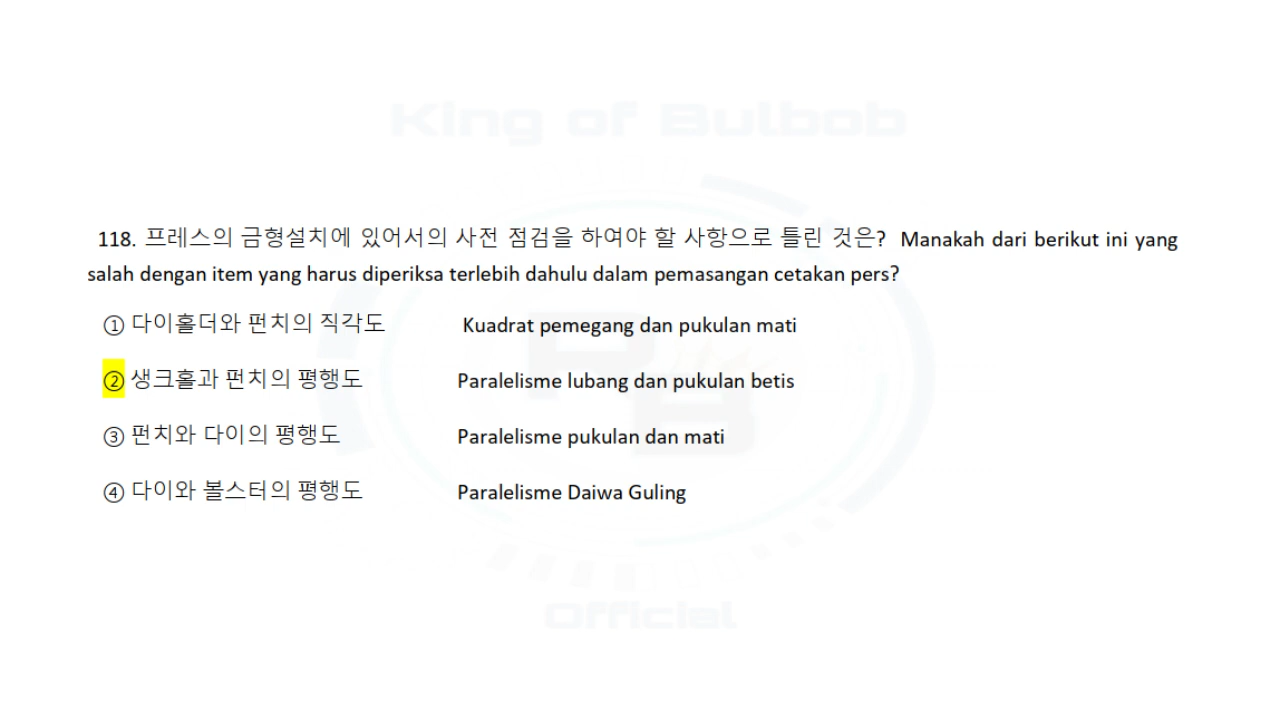 King of Bulbob
118. 프레스의 금형설치에 있어서의 사전 점검을 하여야 할 사항으로 틀린 것은? Manakah dari berikut ini yang
salah dengan item yang harus diperiksa terlebih dahulu dalam pemasangan cetakan pers?
① 다이홀더와 펀치의 직각도 Kuadrat pemegang dan pukulan mati
② 생크홀과 펀치의 평행도 Paralelisme lubang dan pukulan betis
③ 펀치와 다이의 평행도 Paralelisme pukulan dan mati
④ 다이와 볼스터의 평행도 Paralelisme Daiwa Guling
Official